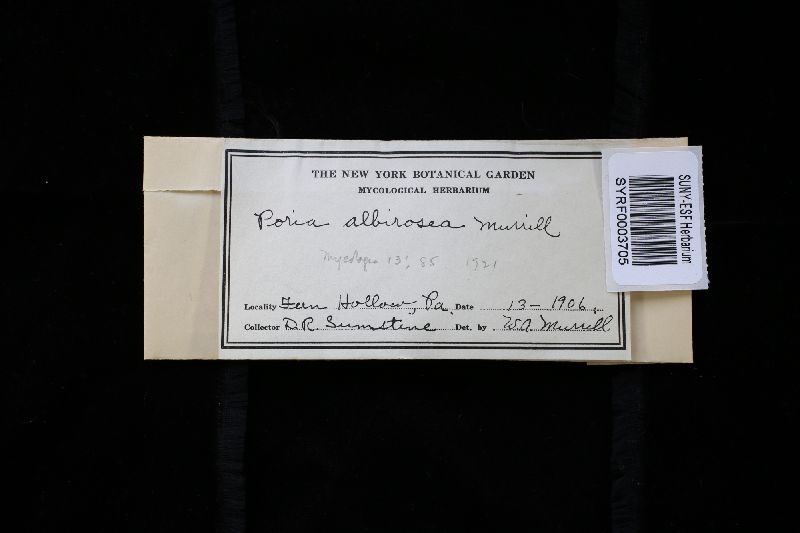 THE NEW YORK BOTANICAL GARDEN
MYCOLOGICAL HERBARIUM
Poria albirosea Murrill
Mycologia 13: 85 1921
Locality Fern Hollow, Pa. Date 13-1906.
Collector D.R. Sumstine Det. by W.A. Murrill
SUNY-ESF Herbarium
SYRF0003705